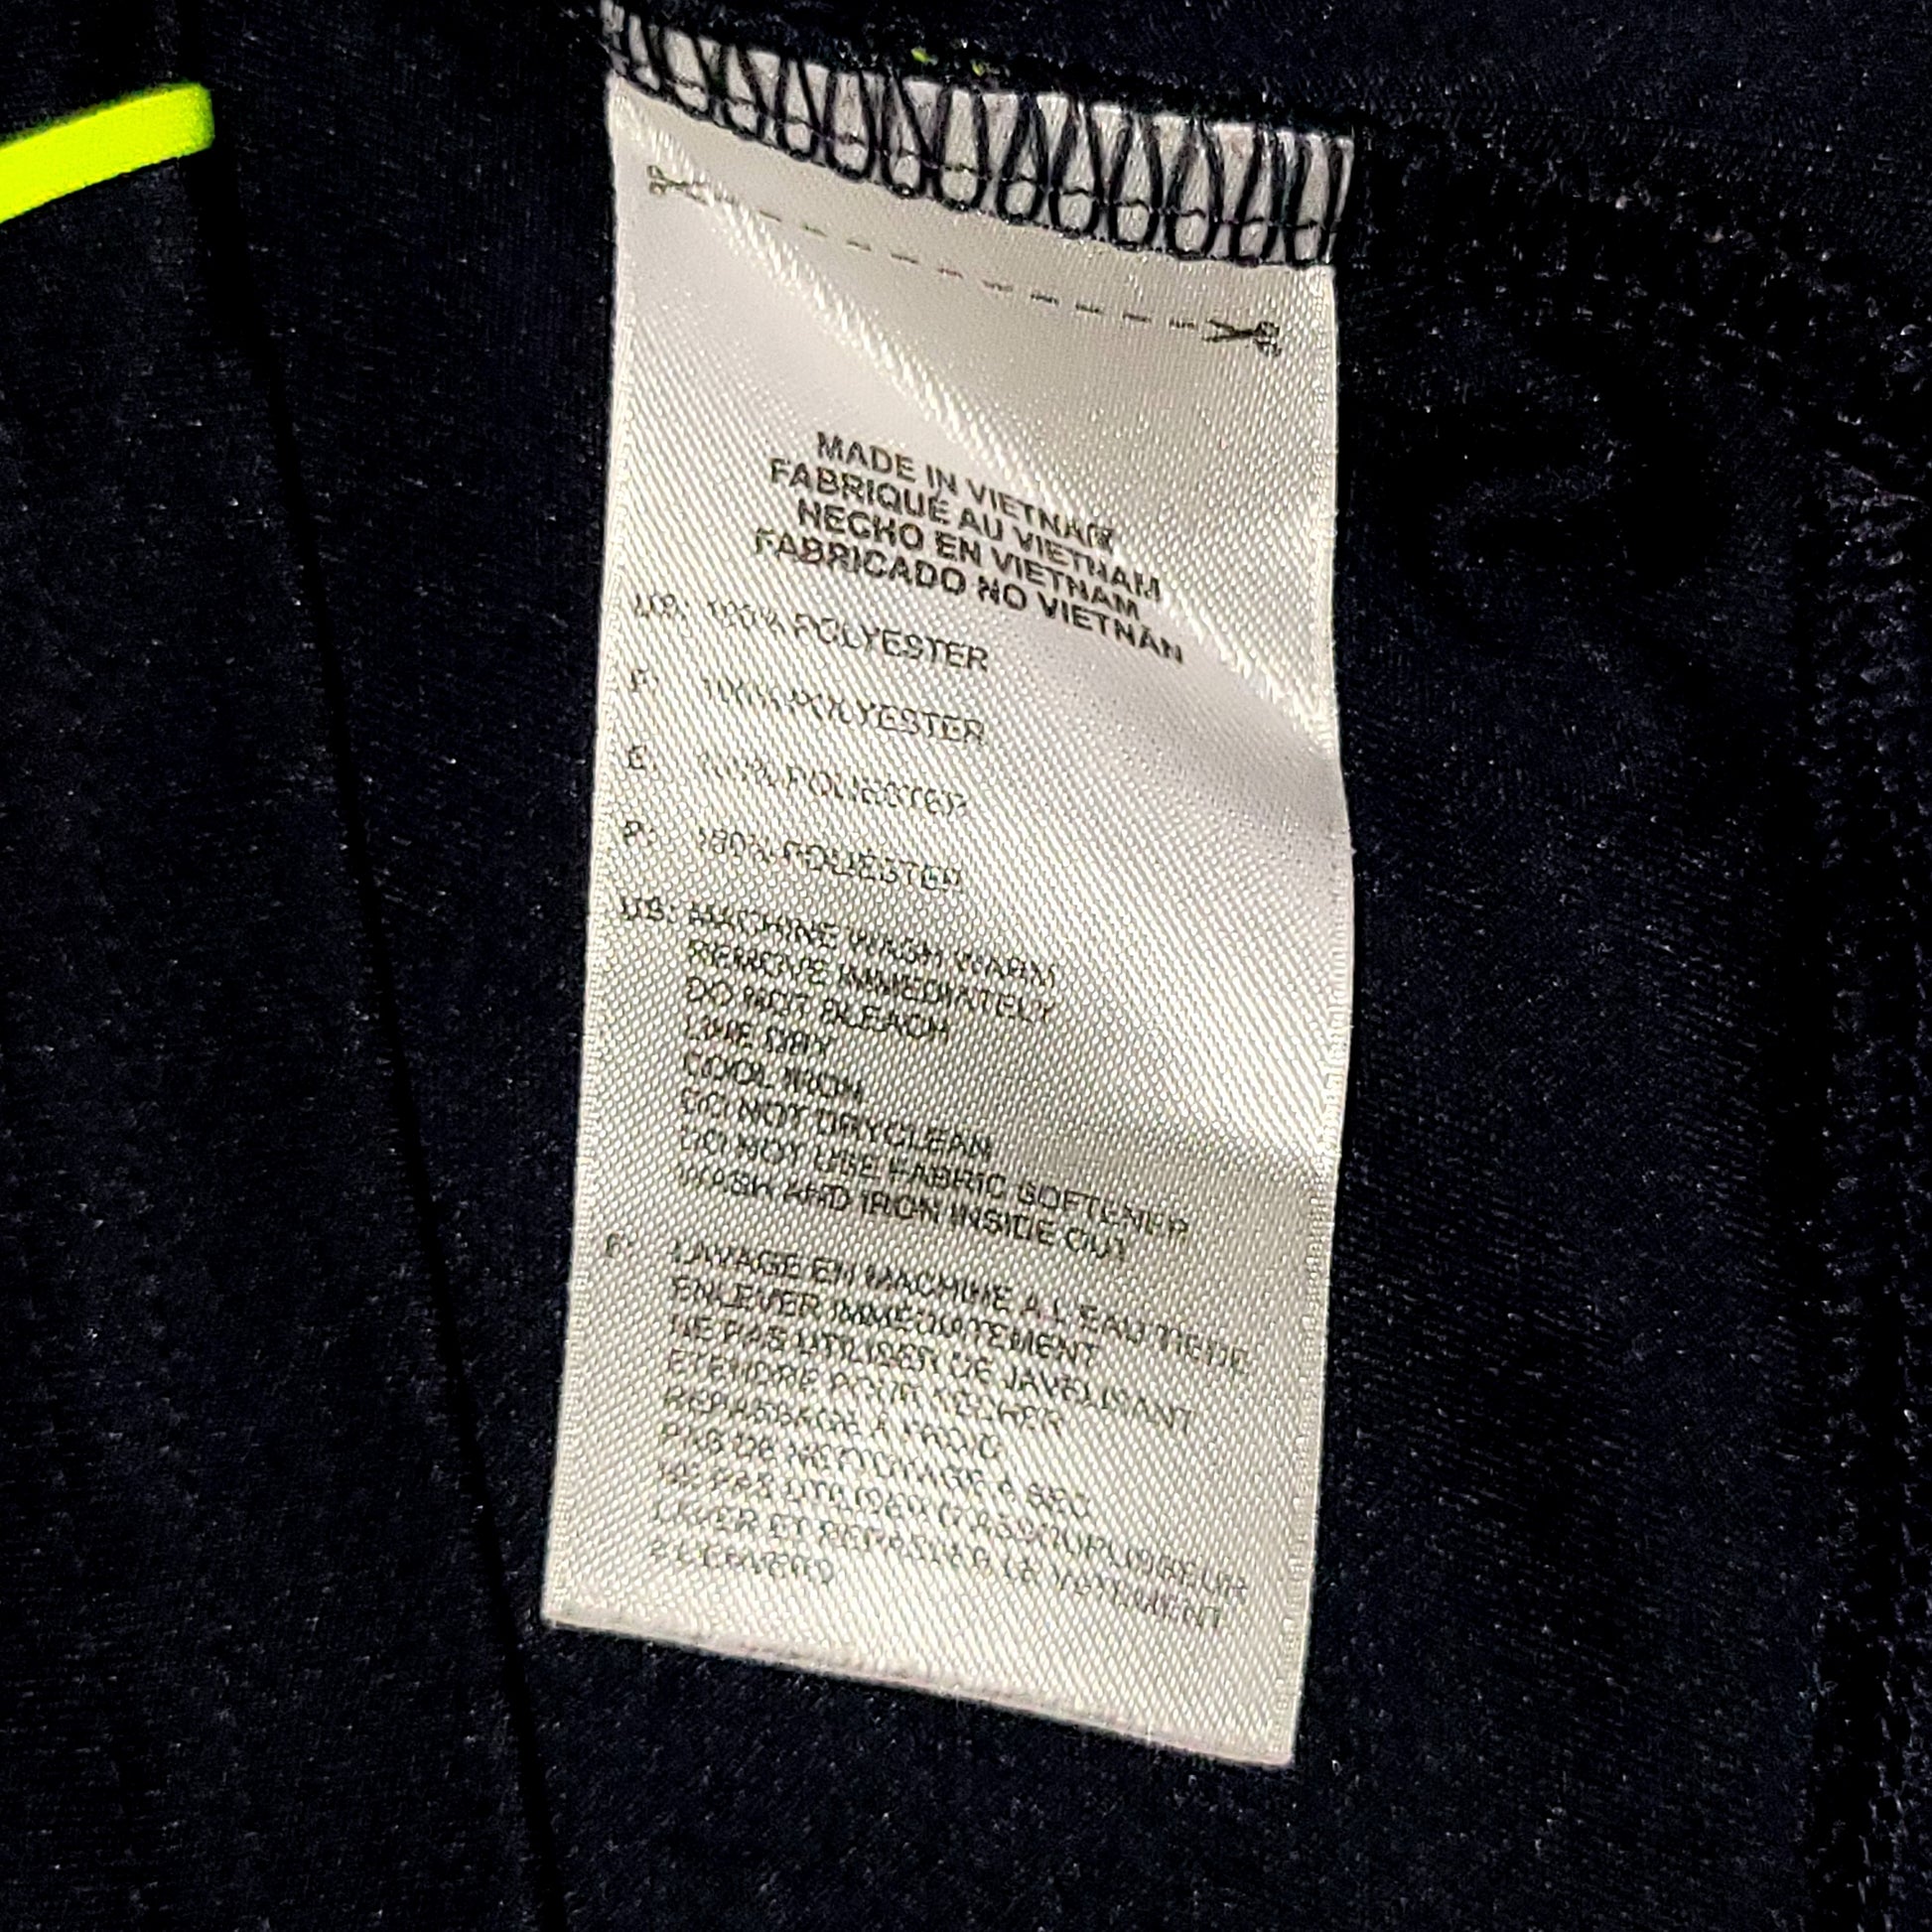 MADE IN VIETNAM
FABRIQUÉ AU VIETNAM
HECHO EN VIETNAM
FABRICADO NO VIETNÃN
US: 100% POLYESTER
F: 100% POLYESTER
E: 100% POLIESTER
P: 100% POLIESTER
US: MACHINE WASH WARM
REMOVE IMMEDIATELY
DO NOT BLEACH
LINE DRY
COOL IRON
DO NOT DRYCLEAN
DO NOT USE FABRIC SOFTENER
WASH AND IRON INSIDE OUT
F: LAVAGE EN MACHINE A L'EAU TIEDE
ENLEVER IMMÉDIATEMENT
NE PAS UTILISER DE JAVELISANT
ETENDRE POUR SECHER
REPASSAGE À FROID
PAS DE NETTOYAGE À SEC
NE PAS UTILISER D'ASSOUPLISSEUR
LAVER ET REPASSER LE VETEMENT
A L'ENVERS